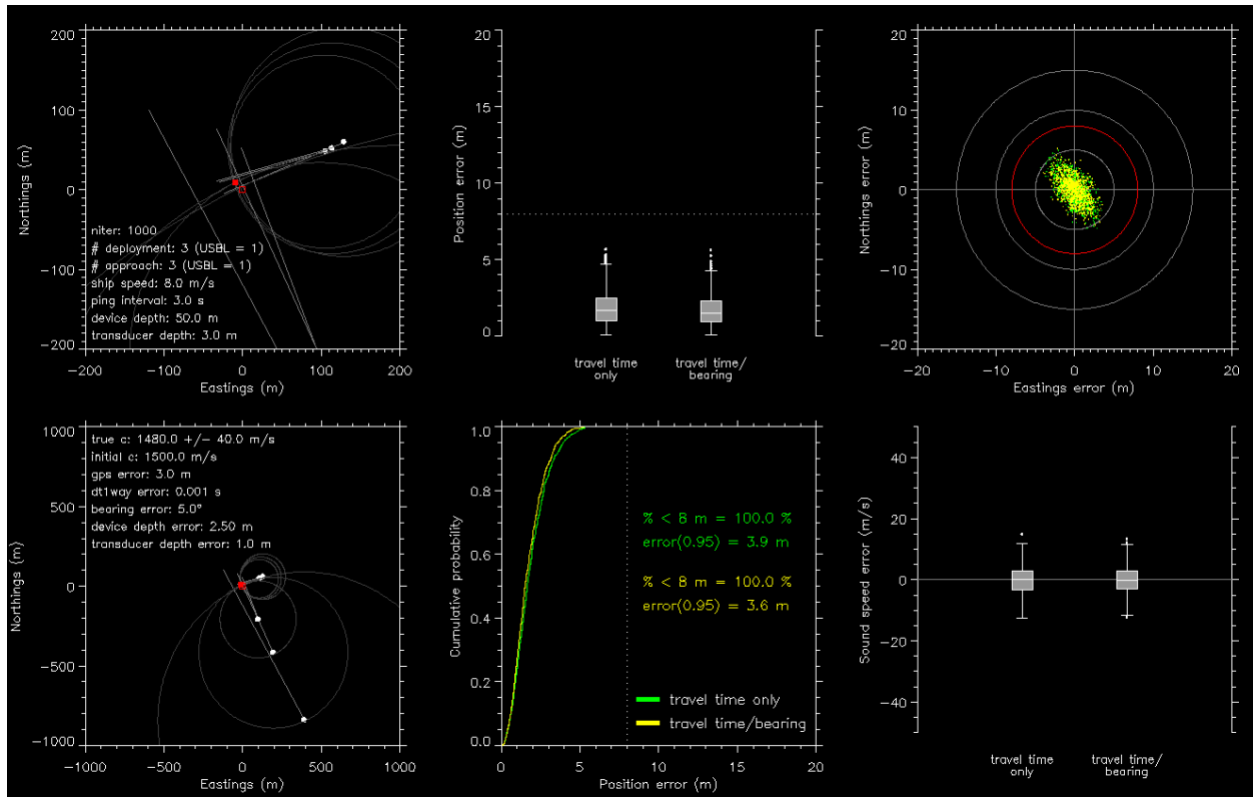 200
100
0
-100
-200
-200
-100
0
100
200
Northings (m)
Eastings (m)
niter: 1000
# deployment: 3 (USBL = 1)
# approach: 3 (USBL = 1)
ship speed: 8.0 m/s
ping interval: 3.0 s
device depth: 50.0 m
transducer depth: 3.0 m
20
15
10
5
0
Position error (m)
travel time
only
travel time/
bearing
20
10
0
-10
-20
-20
-10
0
10
20
Northings error (m)
Eastings error (m)
1000
500
0
-500
-1000
-1000
-500
0
500
1000
Northings (m)
Eastings (m)
true c: 1480.0 +/- 40.0 m/s
initial c: 1500.0 m/s
gps error: 3.0 m
dt1way error: 0.001 s
bearing error: 5.0°
device depth error: 2.50 m
transducer depth error: 1.0 m
1.0
0.8
0.6
0.4
0.2
0.0
0
5
10
15
20
Cumulative probability
Position error (m)
% < 8 m = 100.0 %
error(0.95) = 3.9 m
% < 8 m = 100.0 %
error(0.95) = 3.6 m
travel time only
travel time/bearing
40
20
0
-20
-40
Sound speed error (m/s)
travel time
only
travel time/
bearing